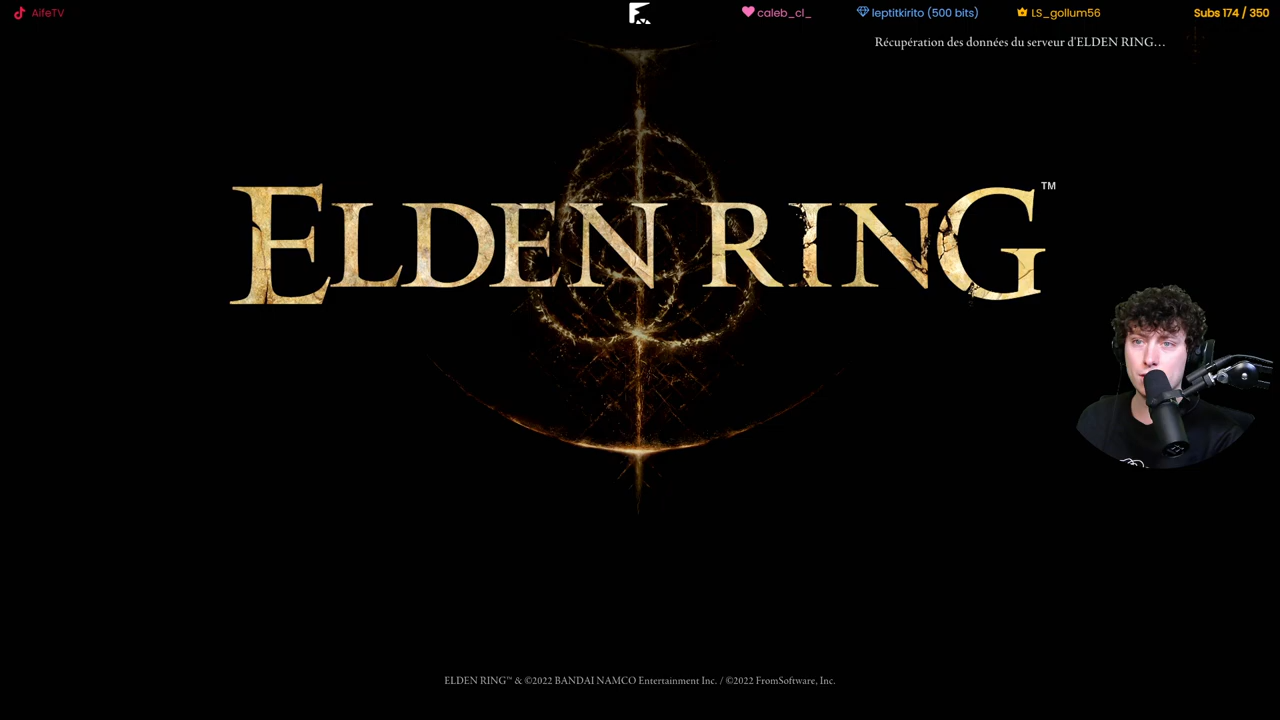 AifeTV
caleb_cl_
leptitkirito (500 bits)
LS_gollum56
Subs 174 / 350
Récupération des données du serveur d'ELDEN RING...
ELDEN RING™
ELDEN RING™ & ©2022 BANDAI NAMCO Entertainment Inc. / ©2022 FromSoftware, Inc.